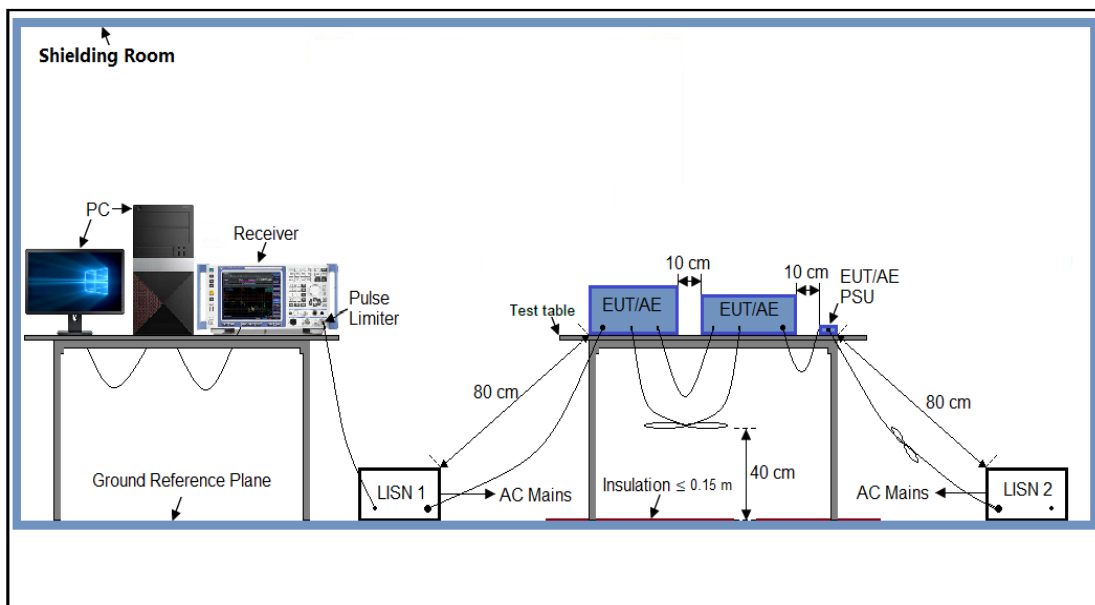 Shielding Room
PC
Receiver
Pulse
Limiter
10 cm
10 cm
EUT/AE
PSU
EUT/AE
EUT/AE
Test table
80 cm
80 cm
40 cm
Ground Reference Plane
LISN 1
AC Mains
Insulation ≤ 0.15 m
AC Mains
LISN 2